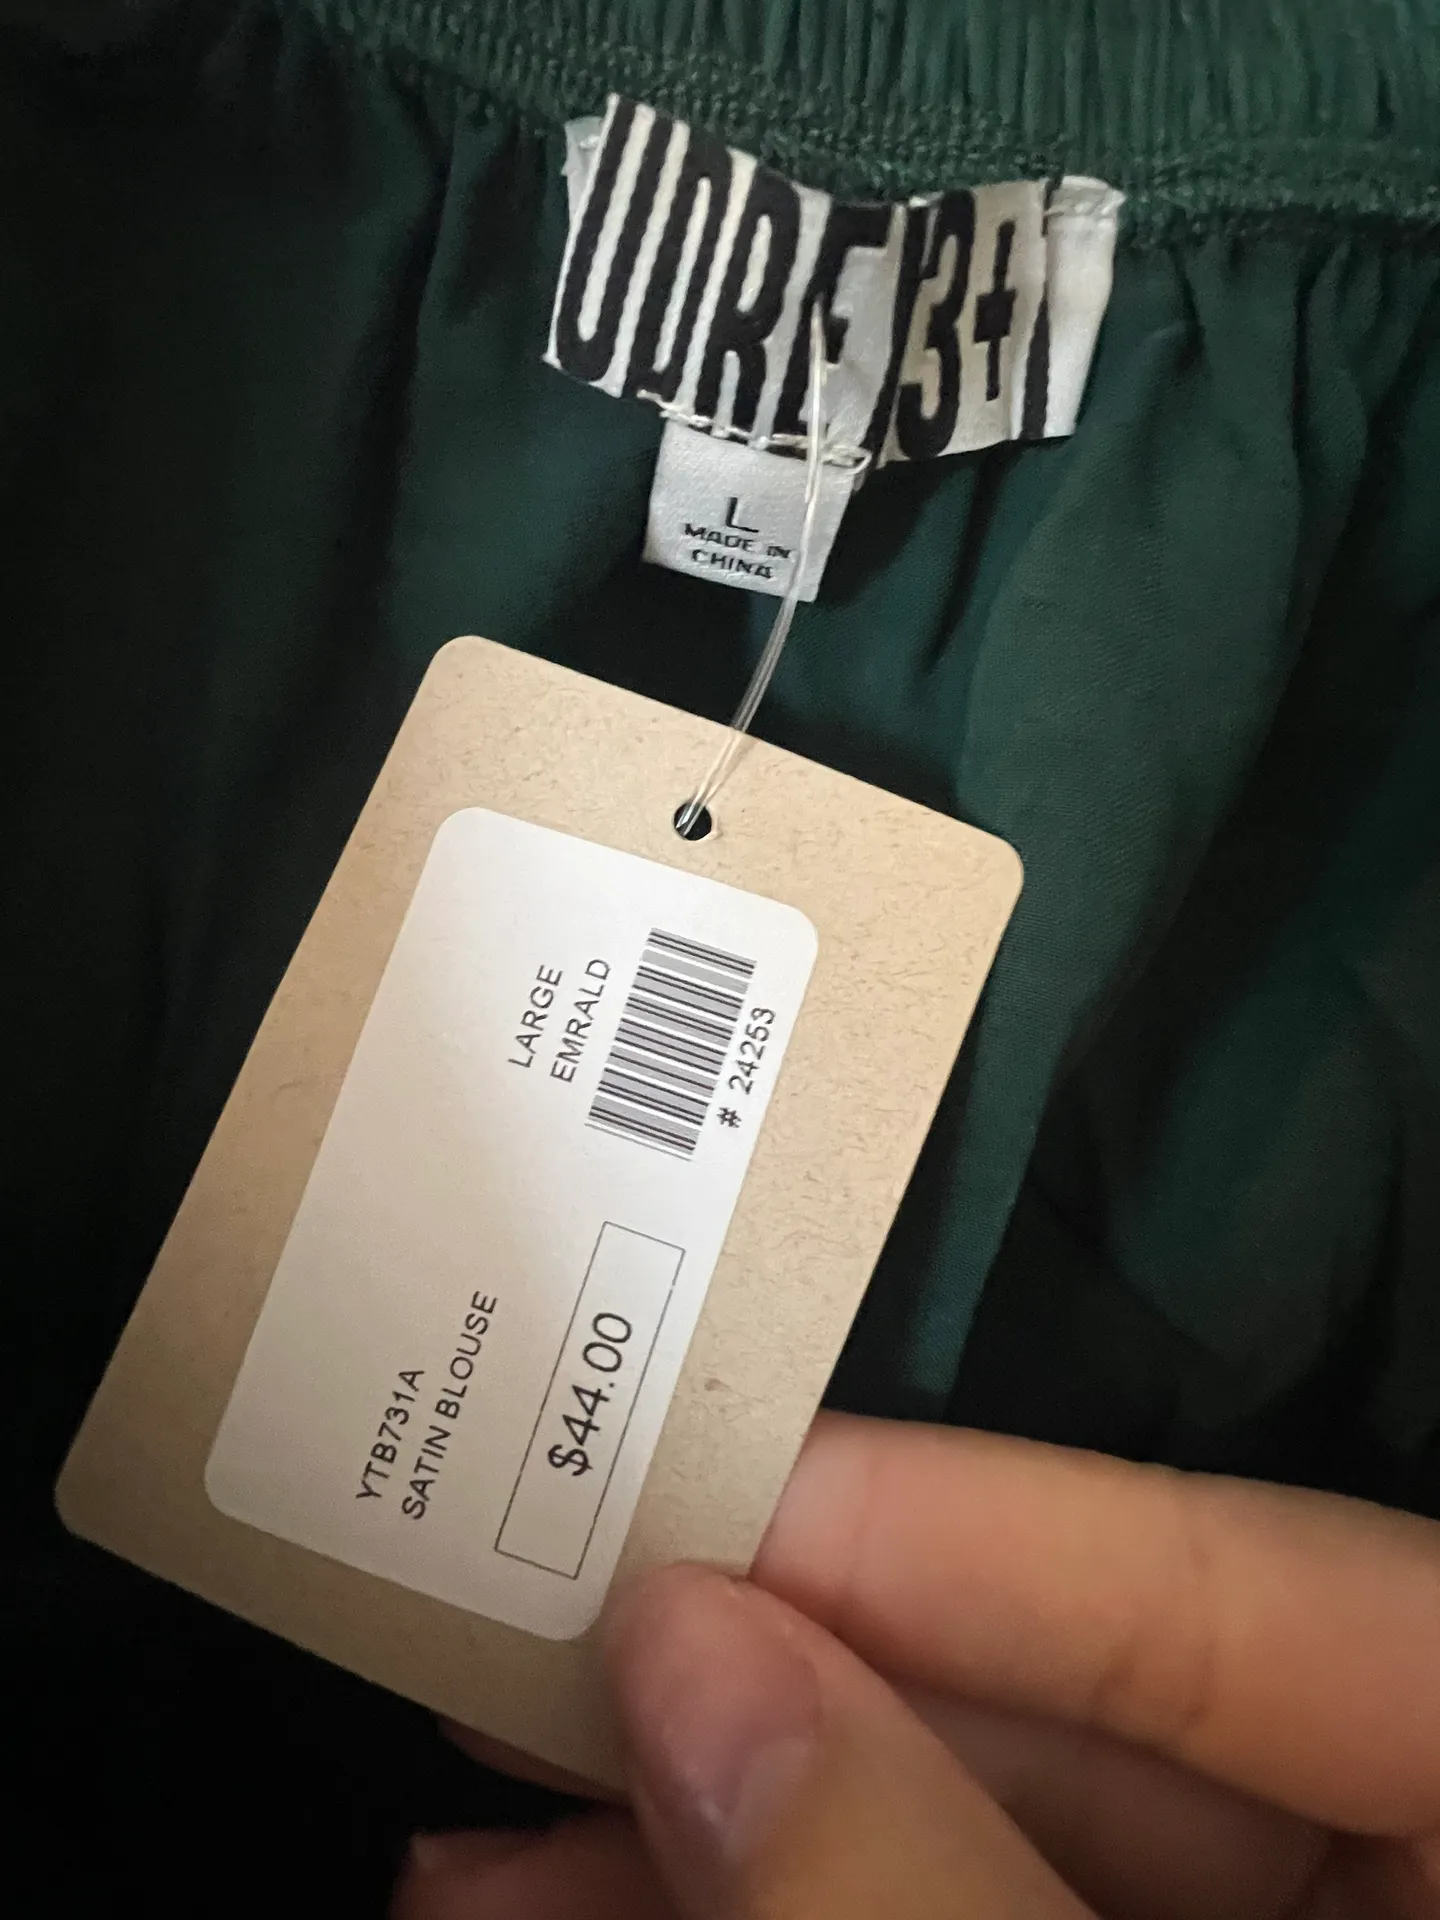 L
MADE IN
CHINA
LARGE
EMRALD
# 24253
YTB731A
SATIN BLOUSE
$44.00